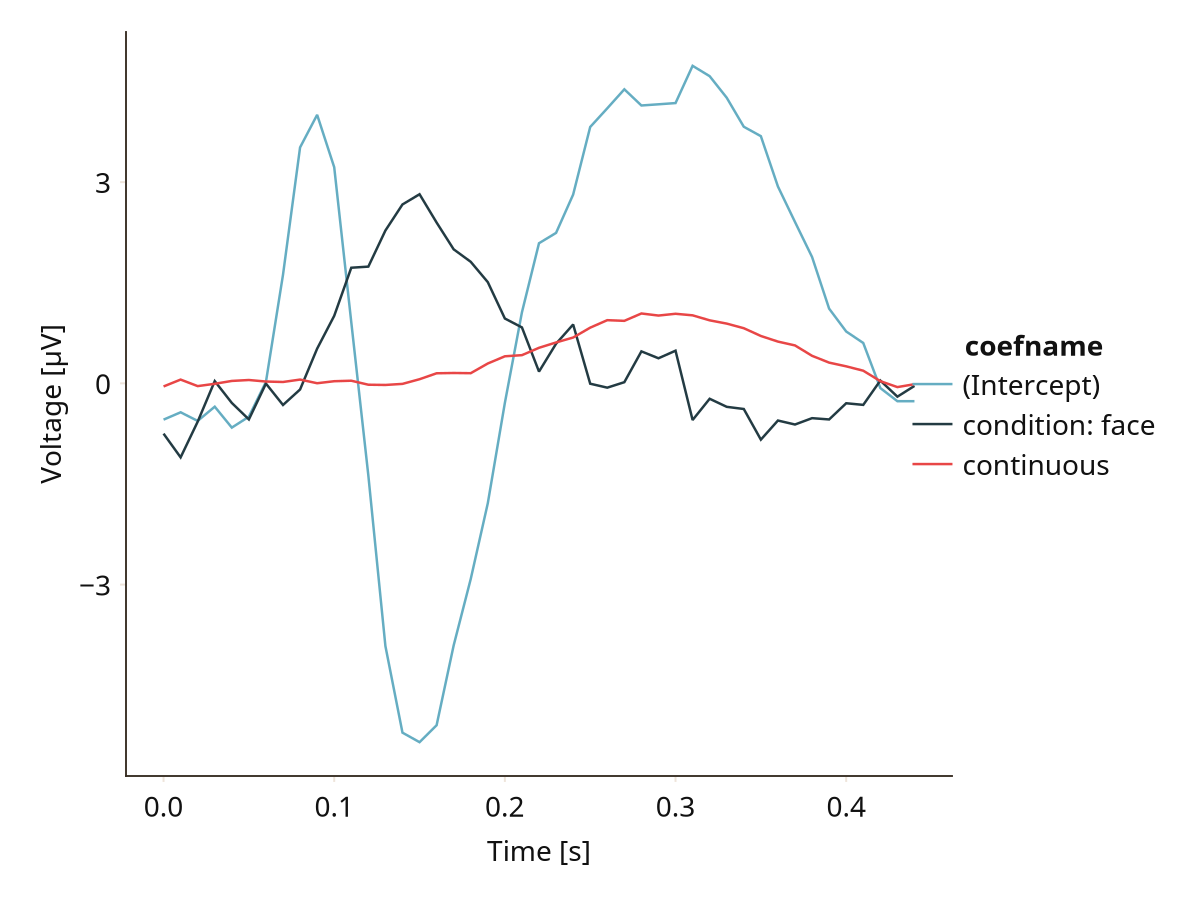 3
0
−3
Voltage [µV]
0.0
0.1
0.2
0.3
0.4
Time [s]
coefname
(Intercept)
condition: face
continuous